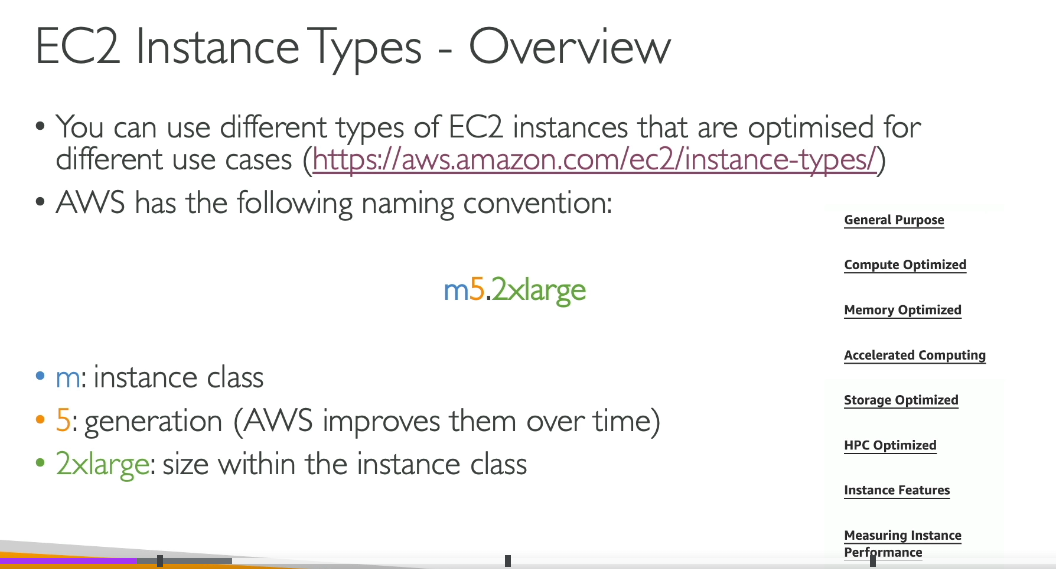 EC2 Instance Types - Overview
• You can use different types of EC2 instances that are optimised for
different use cases (https://aws.amazon.com/ec2/instance-types/)
• AWS has the following naming convention:
m5.2xlarge
• m: instance class
• 5: generation (AWS improves them over time)
• 2xlarge: size within the instance class
General Purpose
Compute Optimized
Memory Optimized
Accelerated Computing
Storage Optimized
HPC Optimized
Instance Features
Measuring Instance
Performance